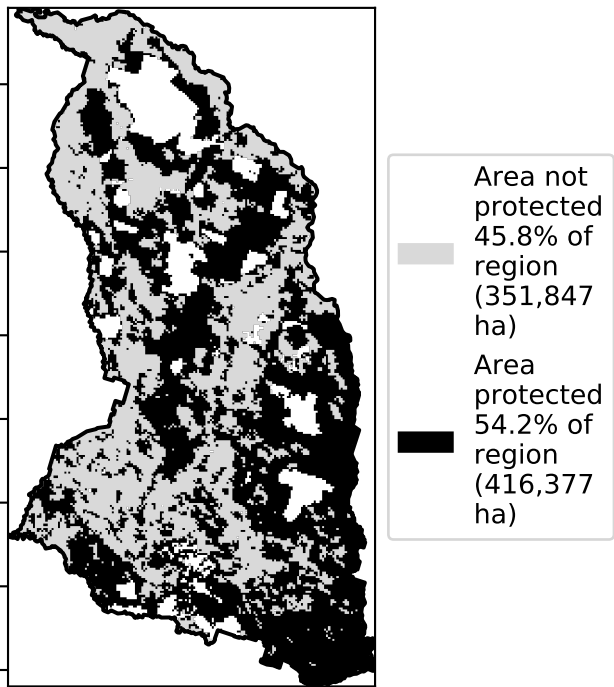 Area not
protected
45.8% of
region
(351,847
ha)
Area
protected
54.2% of
region
(416,377
ha)